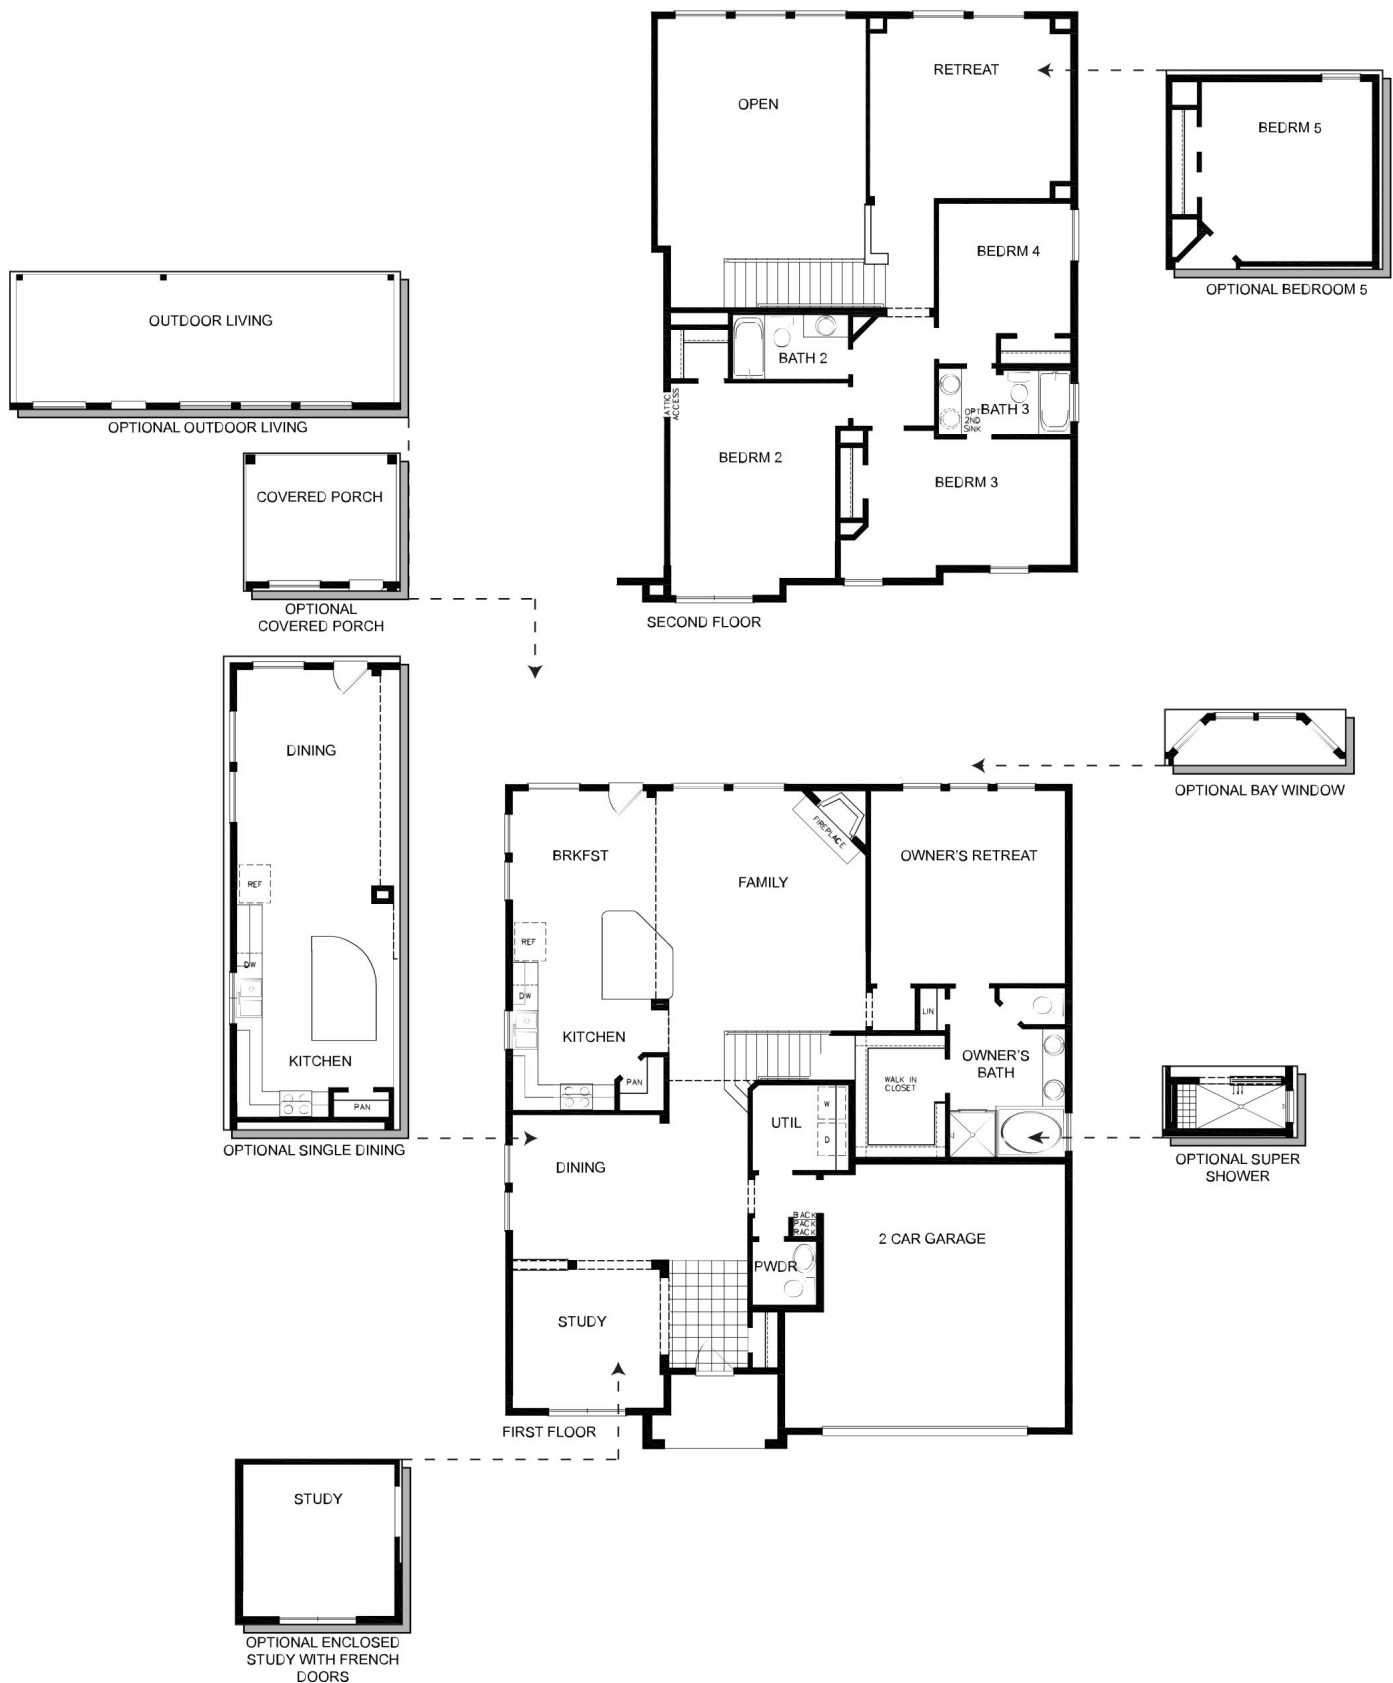 RETREAT
OPEN
BEDRM 5
BEDRM 4
OPTIONAL BEDROOM 5
OUTDOOR LIVING
BATH 2
ATTIC
ACCESS
OPT
2ND
SINK
BATH 3
OPTIONAL OUTDOOR LIVING
BEDRM 2
BEDRM 3
COVERED PORCH
OPTIONAL
COVERED PORCH
SECOND FLOOR
DINING
REF
DW
KITCHEN
PAN
OPTIONAL SINGLE DINING
OPTIONAL BAY WINDOW
BRKFST
FIREPLACE
OWNER'S RETREAT
FAMILY
REF
DW
LIN
KITCHEN
OWNER'S
BATH
PAN
WALK IN
CLOSET
W
UTIL
D
OPTIONAL SUPER
SHOWER
DINING
BACK
PACK
RACK
2 CAR GARAGE
PWDR
STUDY
FIRST FLOOR
STUDY
OPTIONAL ENCLOSED
STUDY WITH FRENCH
DOORS